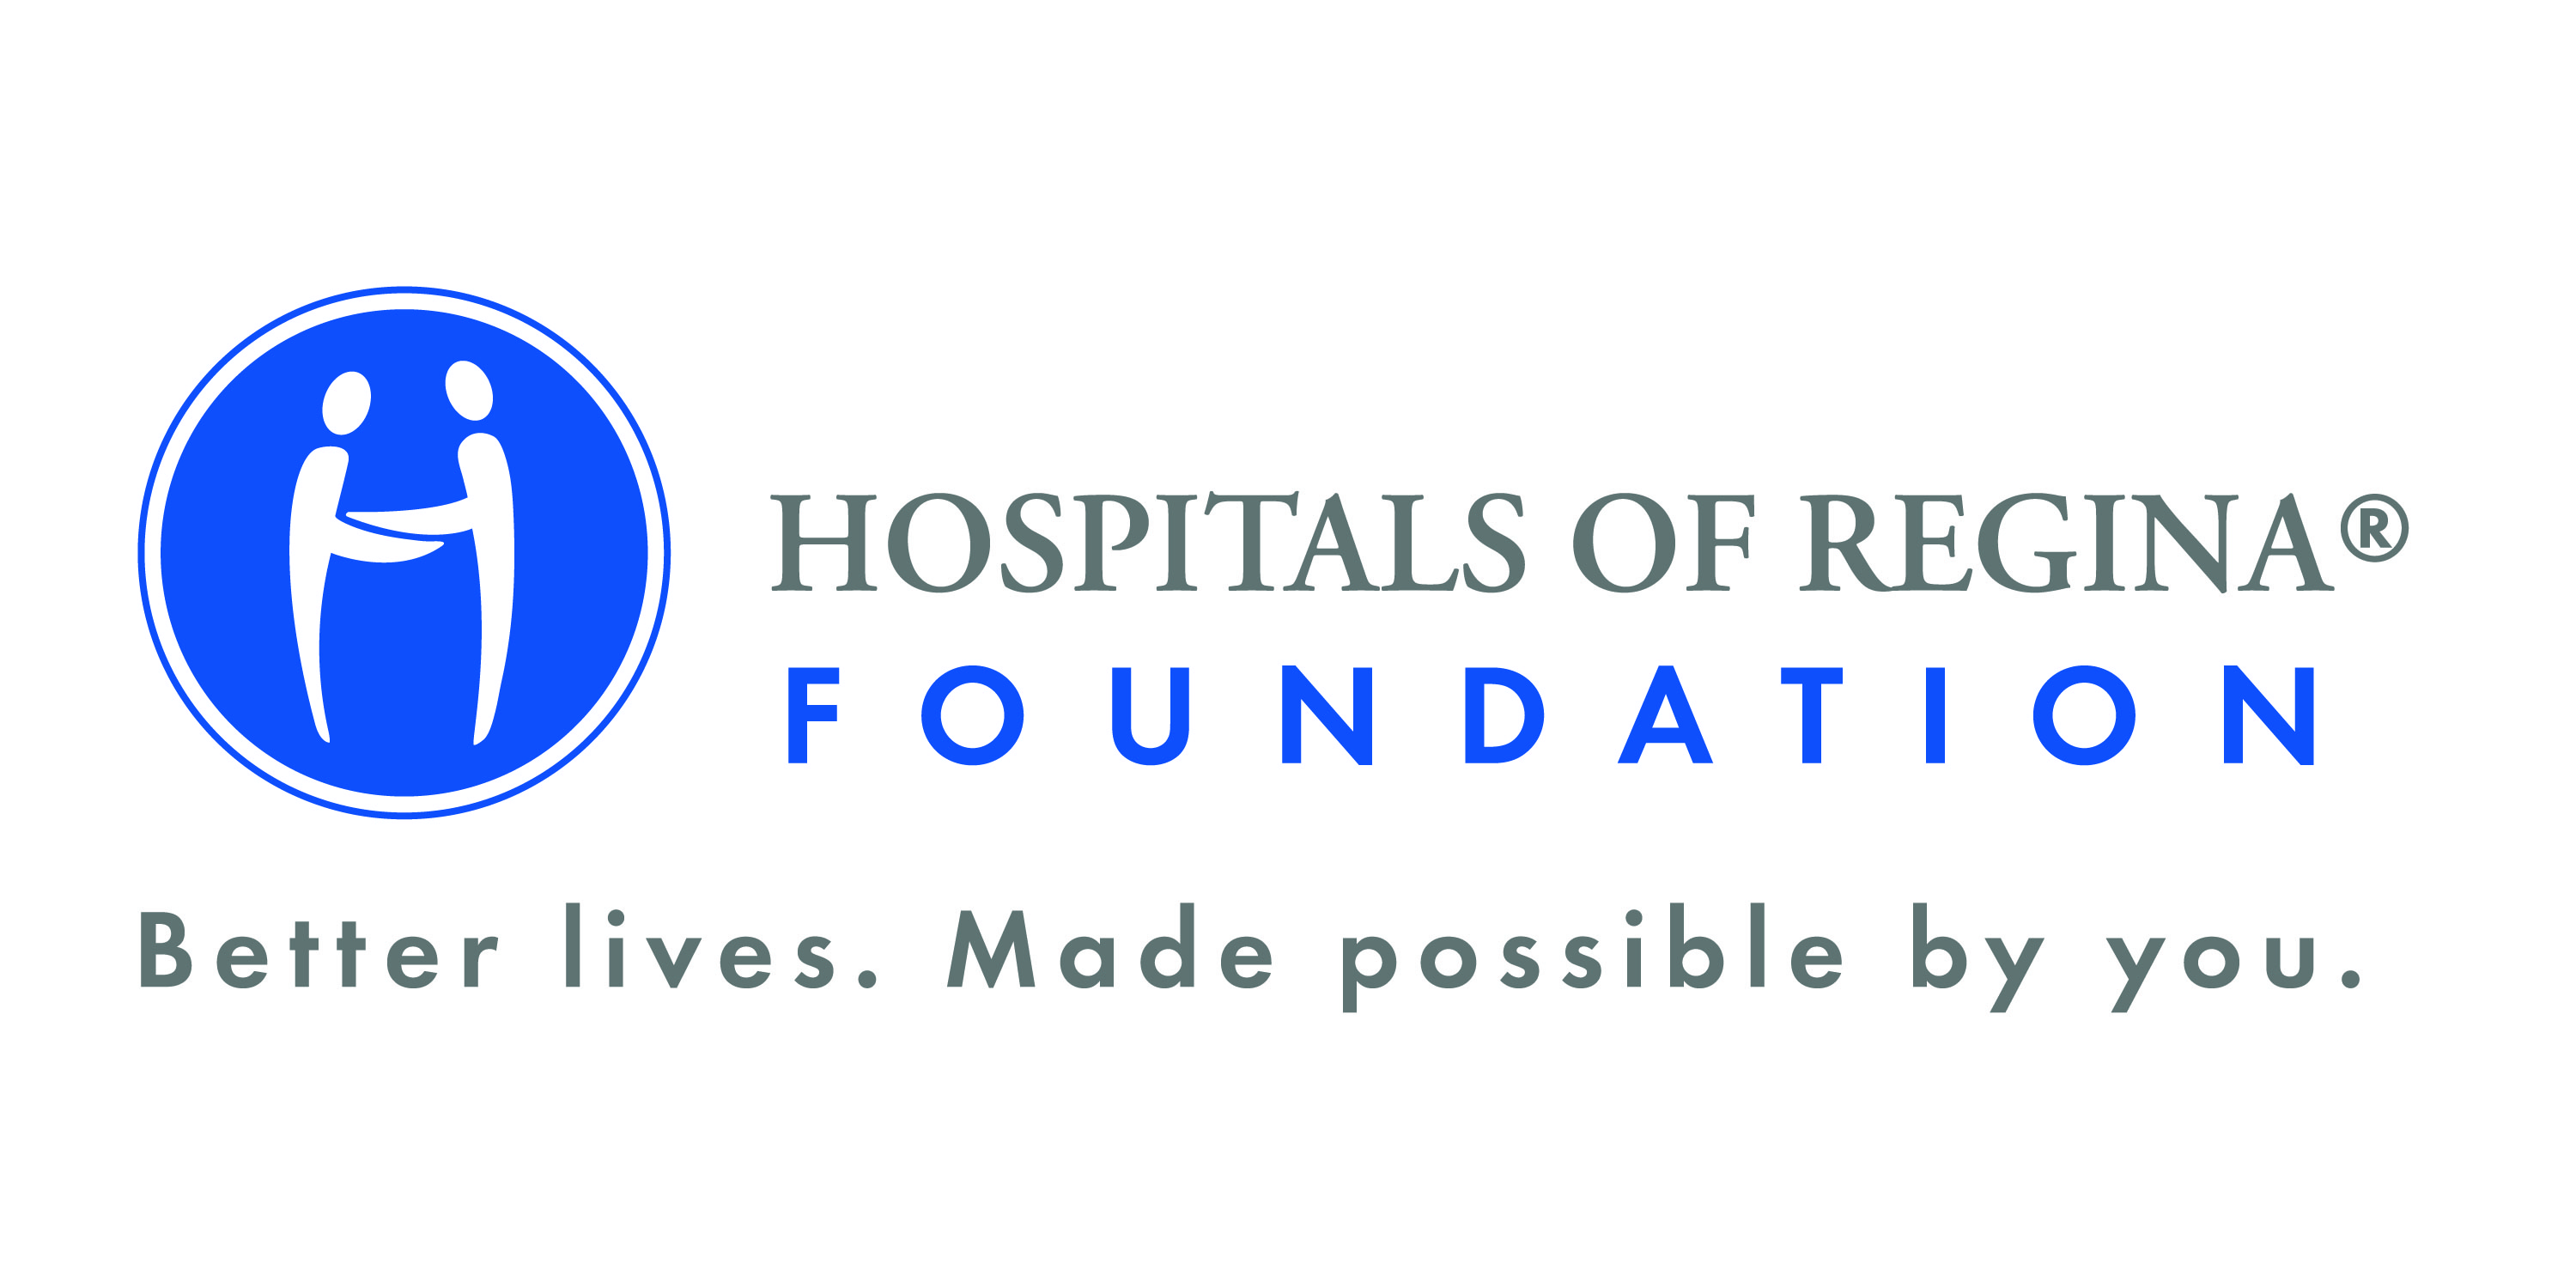 HOSPITALS OF REGINA®
FOUNDATION
Better lives. Made possible by you.